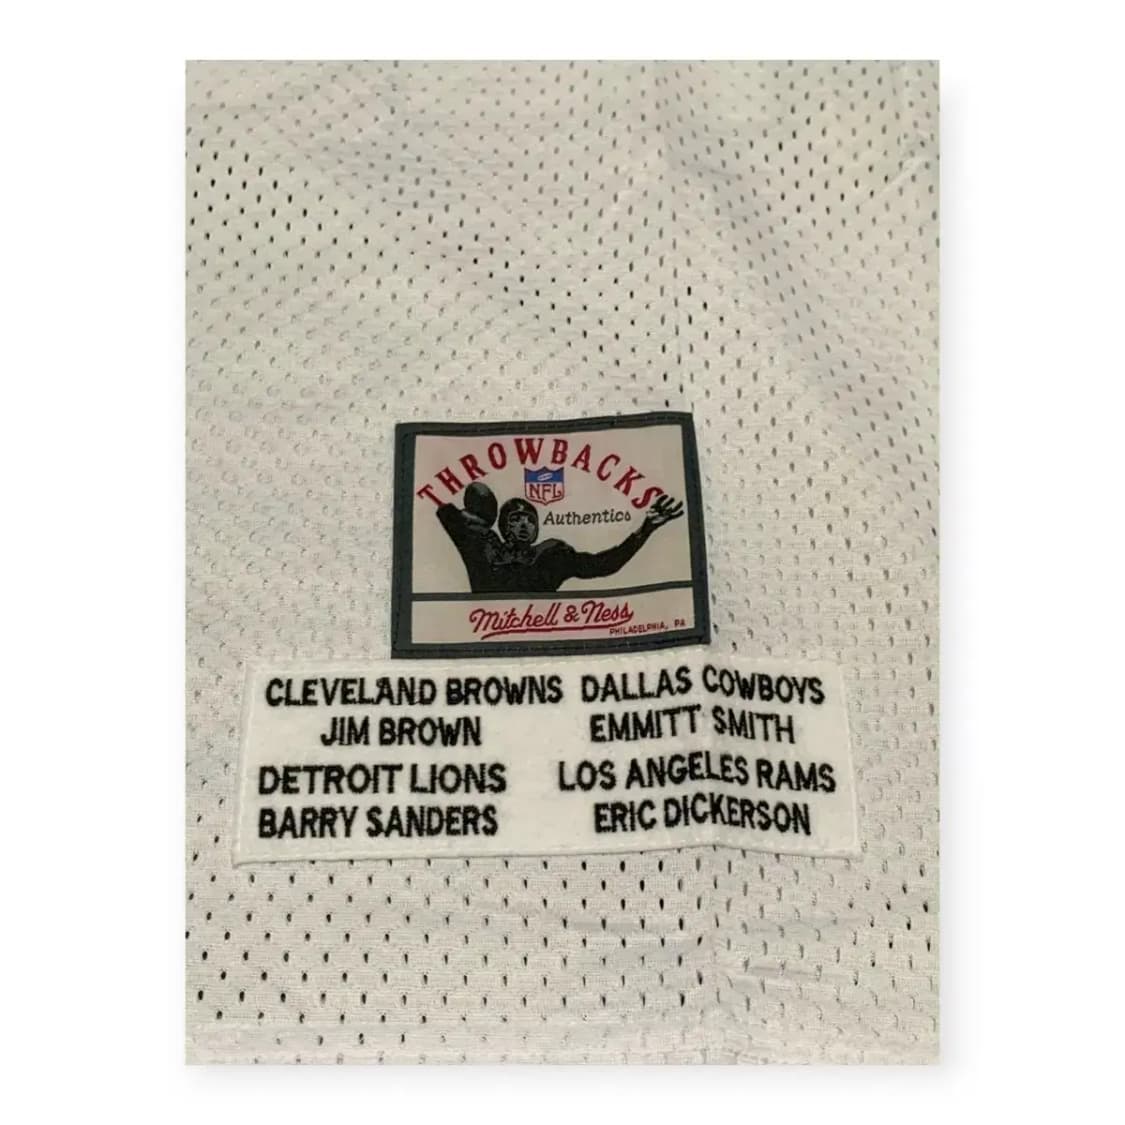 THROWBACKS
NFL
Authentics
Mitchell & Ness
PHILADELPHIA, PA
CLEVELAND BROWNS DALLAS COWBOYS
JIM BROWN EMMITT SMITH
DETROIT LIONS LOS ANGELES RAMS
BARRY SANDERS ERIC DICKERSON